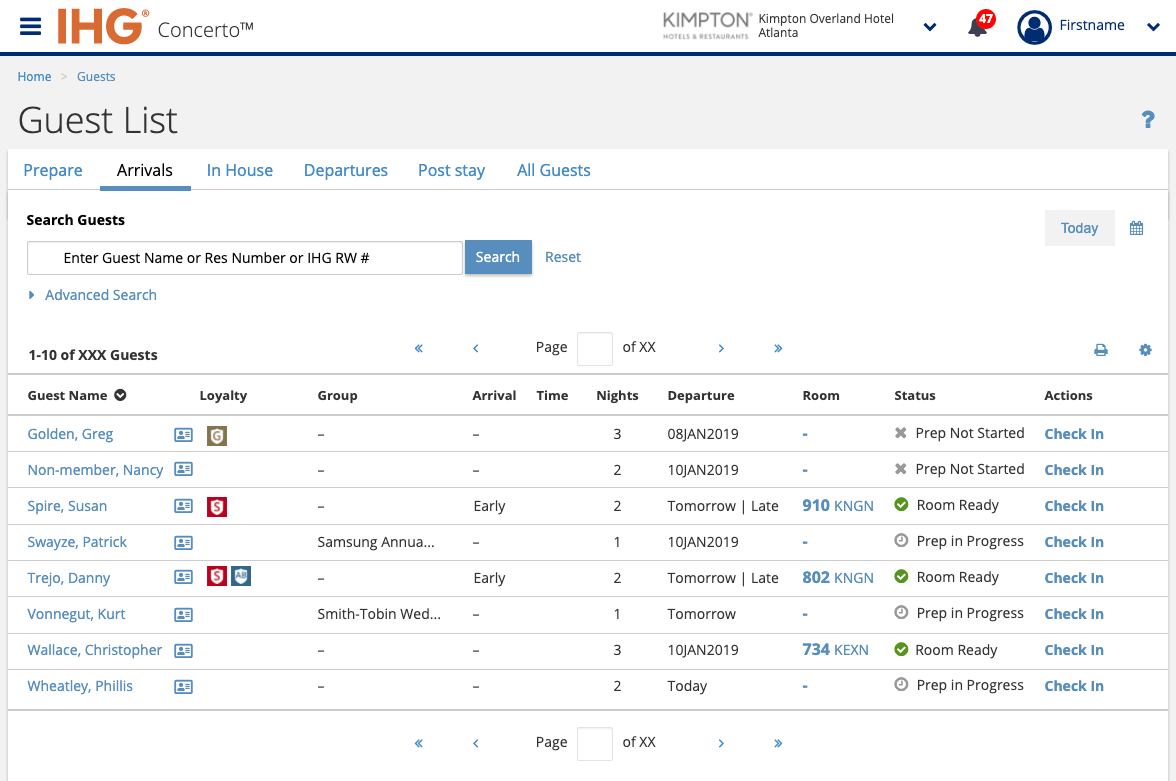 IHG® Concerto™
KIMPTON®
HOTELS & RESTAURANTS
Kimpton Overland Hotel
Atlanta
47
Firstname
Home > Guests
Guest List
?
Prepare Arrivals In House Departures Post stay All Guests
Search Guests
Today
Enter Guest Name or Res Number or IHG RW # Search Reset
Advanced Search
« ‹ Page of XX › »
1-10 of XXX Guests
Guest Name Loyalty Group Arrival Time Nights Departure Room Status Actions
Golden, Greg G – – 3 08JAN2019 - Prep Not Started Check In
Non-member, Nancy – – 2 10JAN2019 - Prep Not Started Check In
Spire, Susan S – Early 2 Tomorrow | Late 910 KNGN Room Ready Check In
Swayze, Patrick Samsung Annua... – 1 10JAN2019 - Prep in Progress Check In
Trejo, Danny S AB – Early 2 Tomorrow | Late 802 KNGN Room Ready Check In
Vonnegut, Kurt Smith-Tobin Wed... – 1 Tomorrow - Prep in Progress Check In
Wallace, Christopher – – 3 10JAN2019 734 KEXN Room Ready Check In
Wheatley, Phillis – – 2 Today - Prep in Progress Check In
« ‹ Page of XX › »